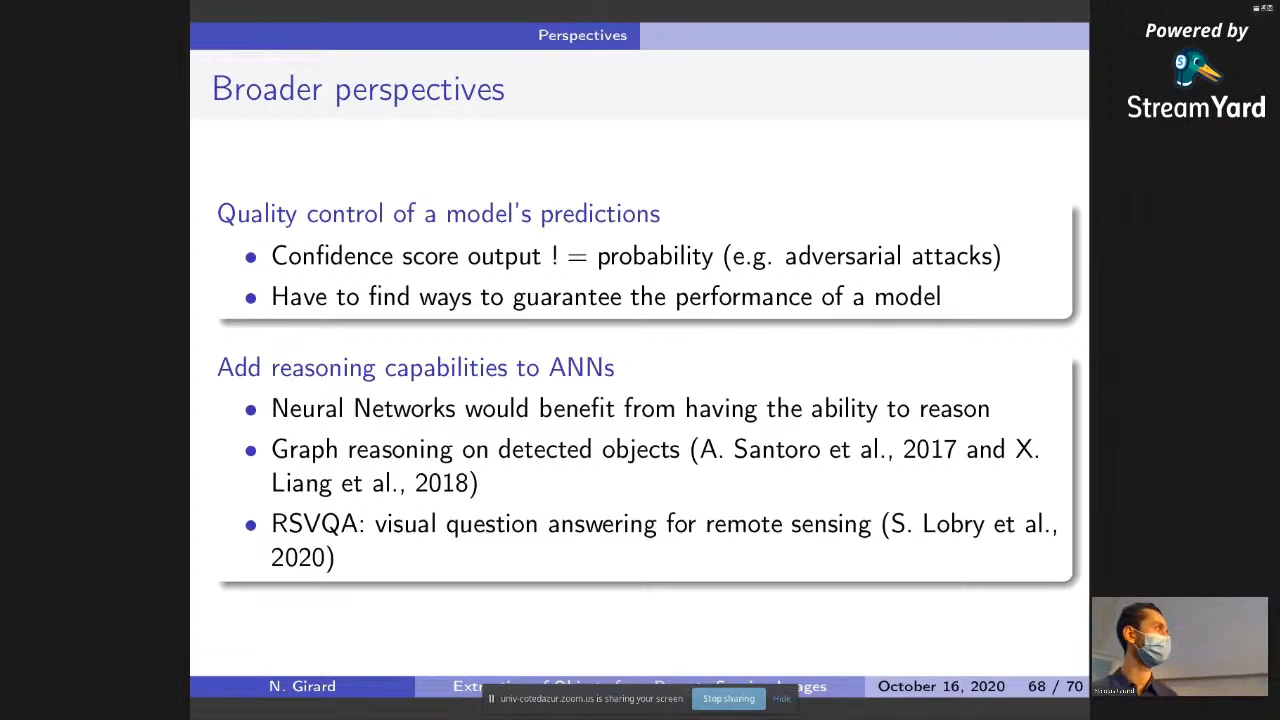 Powered by
StreamYard
Perspectives
Broader perspectives
Quality control of a model's predictions
Confidence score output ! = probability (e.g. adversarial attacks)
Have to find ways to guarantee the performance of a model
Add reasoning capabilities to ANNs
Neural Networks would benefit from having the ability to reason
Graph reasoning on detected objects (A. Santoro et al., 2017 and X.
Liang et al., 2018)
RSVQA: visual question answering for remote sensing (S. Lobry et al.,
2020)
N. Girard
October 16, 2020 68 / 70
univ-cotedazur.zoom.us is sharing your screen.
Stop sharing
Hide